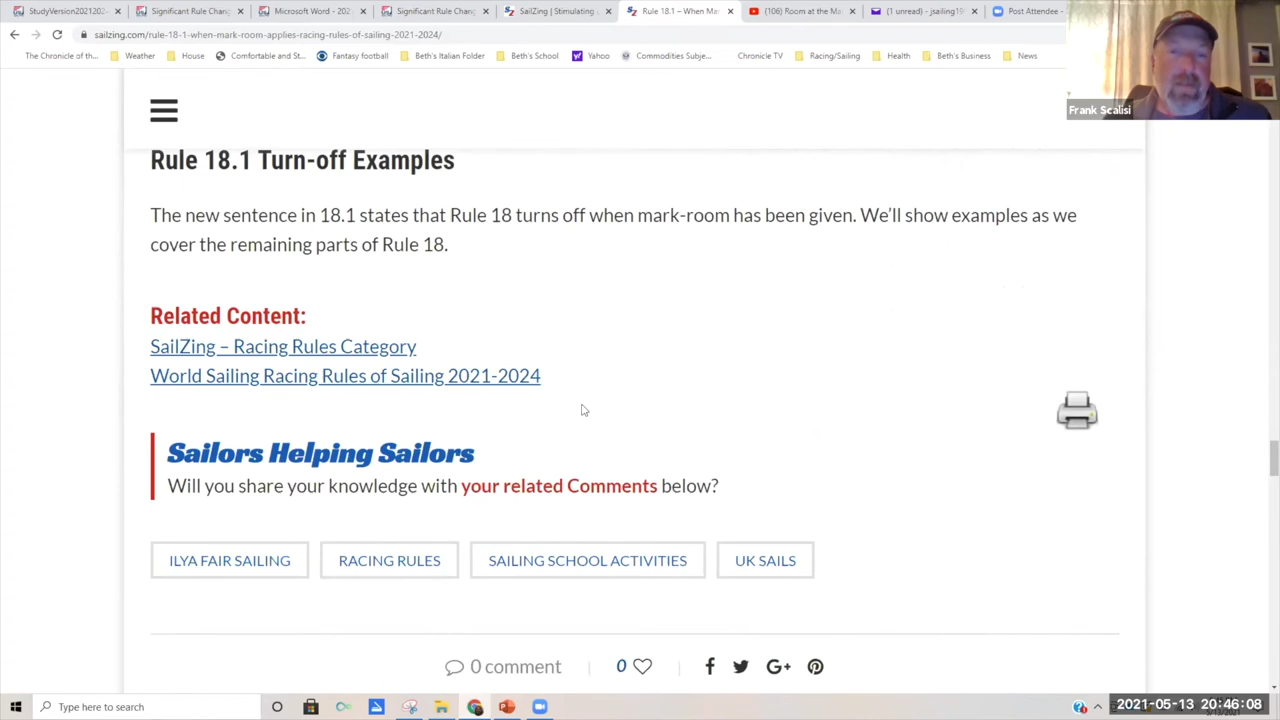 StudyVersion20212024
Significant Rule Chang
Microsoft Word - 202
Significant Rule Chang
SailZing | Stimulating
Rule 18.1 – When Ma
(106) Room at the Ma
(1 unread) - jsailing19
Post Attendee -
sailzing.com/rule-18-1-when-mark-room-applies-racing-rules-of-sailing-2021-2024/
The Chronicle of th...
Weather
House
Comfortable and St...
Fantasy football
Beth's Italian Folder
Beth's School
Yahoo
Commodities Subje...
Chronicle TV
Racing/Sailing
Health
Beth's Business
News
Frank Scalisi
Rule 18.1 Turn-off Examples
The new sentence in 18.1 states that Rule 18 turns off when mark-room has been given. We'll show examples as we
cover the remaining parts of Rule 18.
Related Content:
SailZing – Racing Rules Category
World Sailing Racing Rules of Sailing 2021-2024
Sailors Helping Sailors
Will you share your knowledge with your related Comments below?
ILYA FAIR SAILING
RACING RULES
SAILING SCHOOL ACTIVITIES
UK SAILS
0 comment
0
Type here to search
2021-05-13 20:46:08